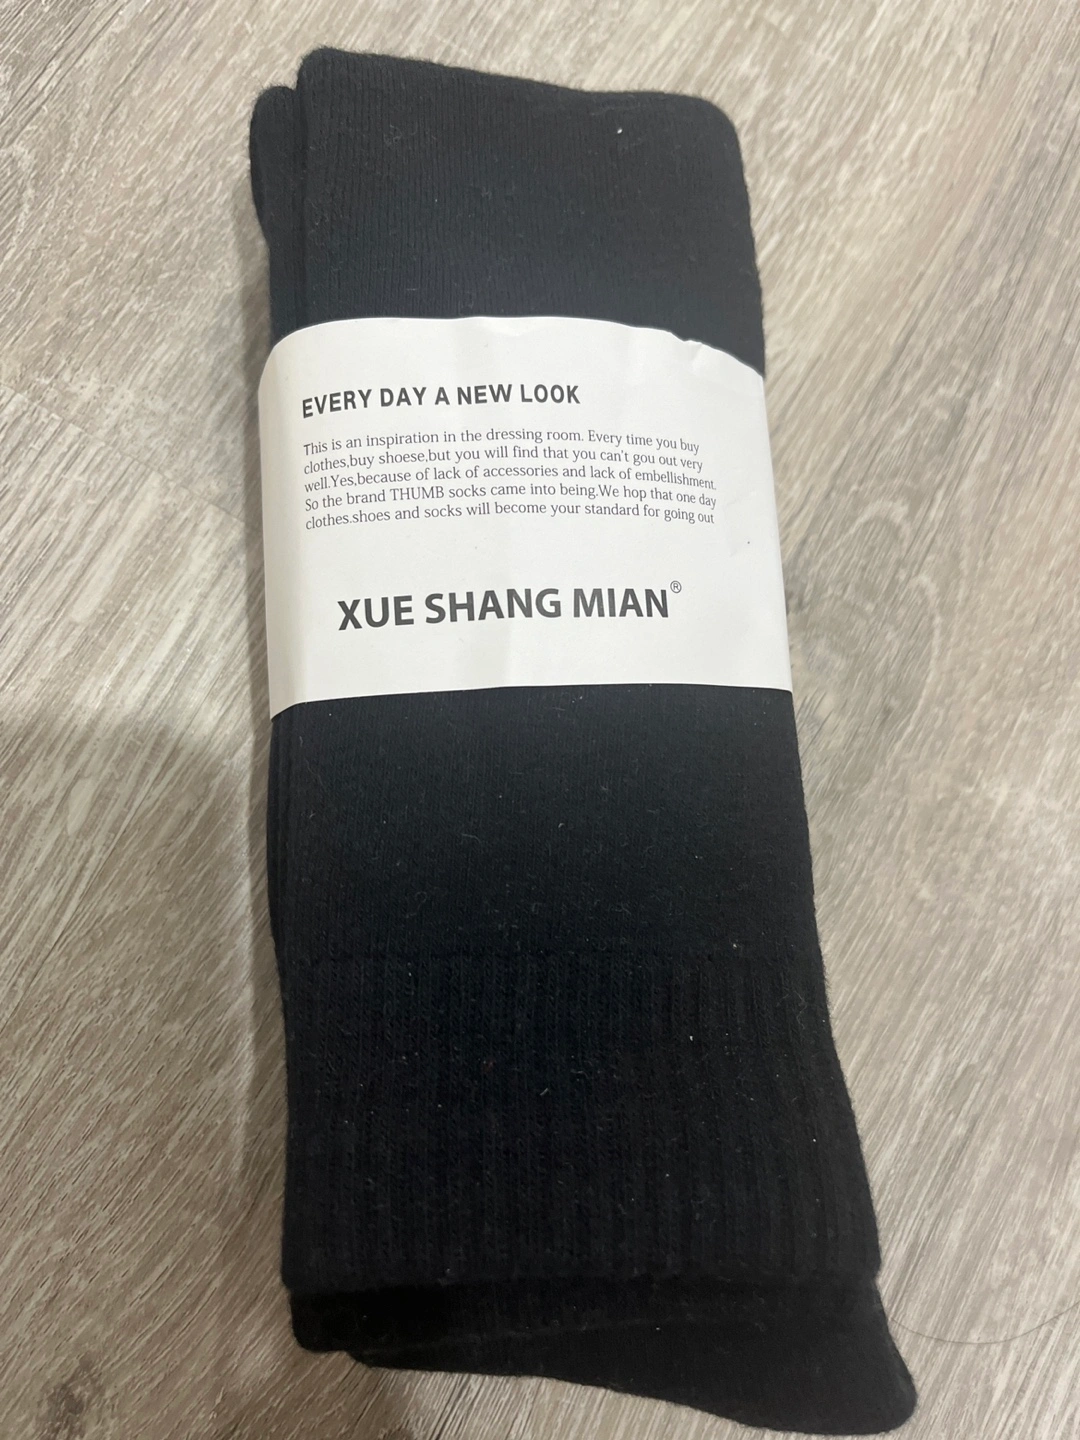 EVERY DAY A NEW LOOK
This is an inspiration in the dressing room. Every time you buy
clothes,buy shoese,but you will find that you can't gou out very
well.Yes,because of lack of accessories and lack of embellishment.
So the brand THUMB socks came into being.We hop that one day
clothes.shoes and socks will become your standard for going out
XUE SHANG MIAN®